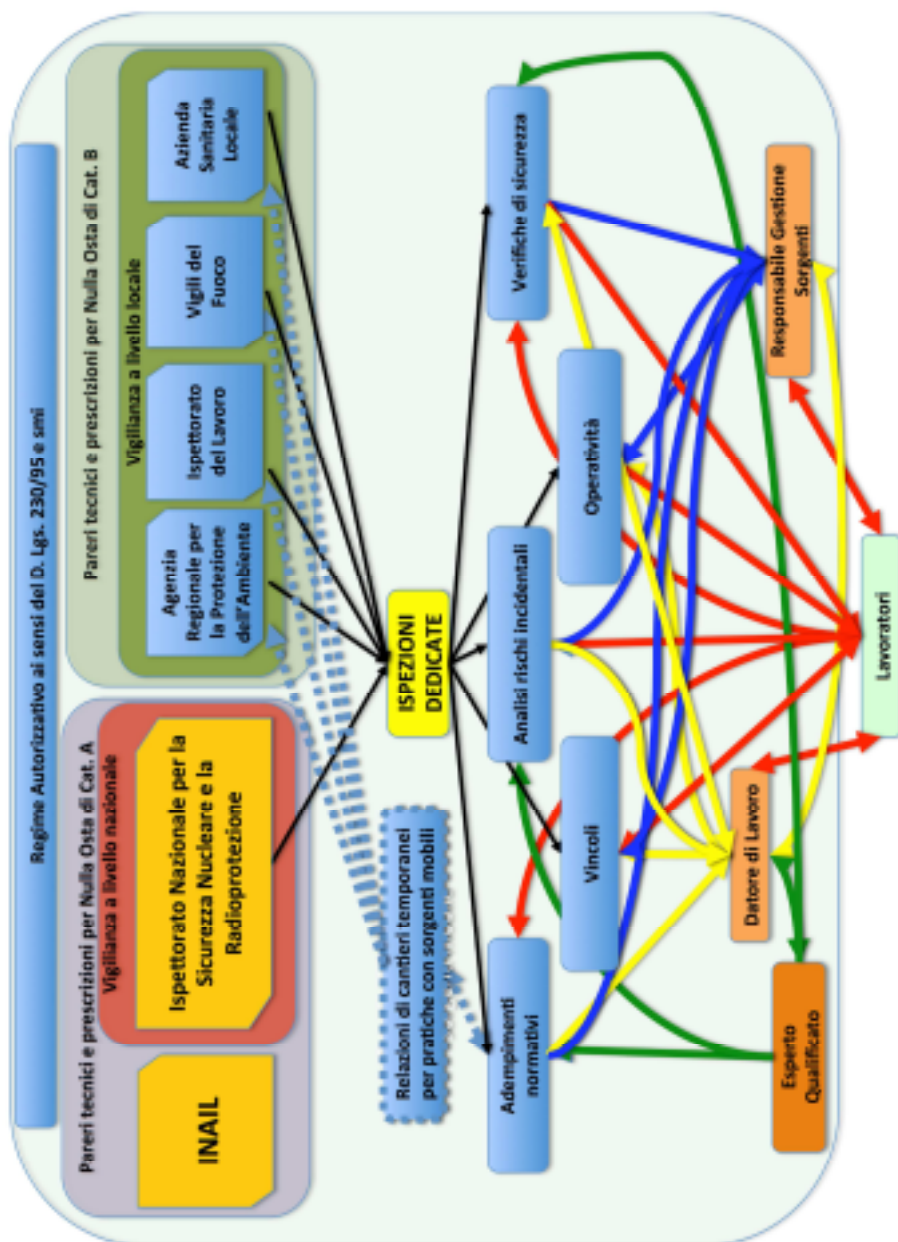 Regime Autorizzativo ai sensi del D. Lgs. 230/95 e smi
Pareri tecnici e prescrizioni per Nulla Osta di Cat. A
Vigilianza a livello nazionale
INAIL
Ispettorato Nazionale per la
Sicurezza Nucleare e la
Radioprotezione
Pareri tecnici e prescrizioni per Nulla Osta di Cat. B
Vigilianza a livello locale
Agenzia
Regionale per
la Protezione
dell'Ambiente
Ispettorato
del Lavoro
Vigili del
Fuoco
Azienda
Sanitaria
Locale
Relazioni di cantieri temporanei
per pratiche con sorgenti mobili
ISPEZIONI
DEDICATE
Adempimenti
normativi
Vincoli
Analisi rischi incidentali
Operatività
Verifiche di sicurezza
Esperto
Qualificato
Datore di Lavoro
Responsabile Gestione
Sorgenti
Lavoratori